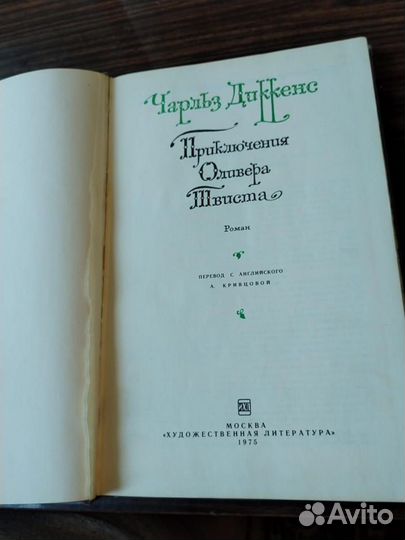 Чарльз Диккенс
Приключения
Оливера
Твиста
Роман
ПЕРЕВОД С АНГЛИЙСКОГО
А. КРИВЦОВОЙ
МОСКВА
«ХУДОЖЕСТВЕННАЯ ЛИТЕРАТУРА»
1975
Avito